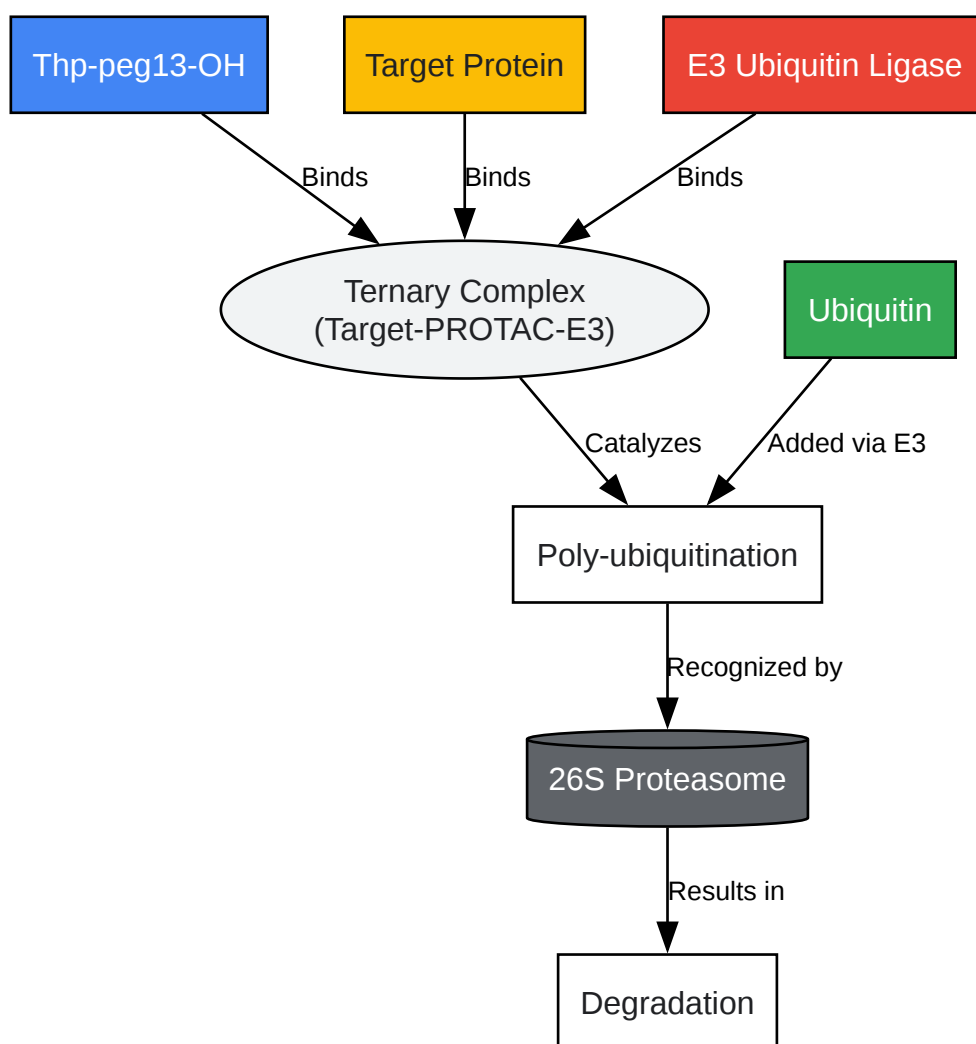 Thp-peg13-OH
Target Protein
E3 Ubiquitin Ligase
Binds
Binds
Binds
Ternary Complex
(Target-PROTAC-E3)
Ubiquitin
Catalyzes
Added via E3
Poly-ubiquitination
Recognized by
26S Proteasome
Results in
Degradation